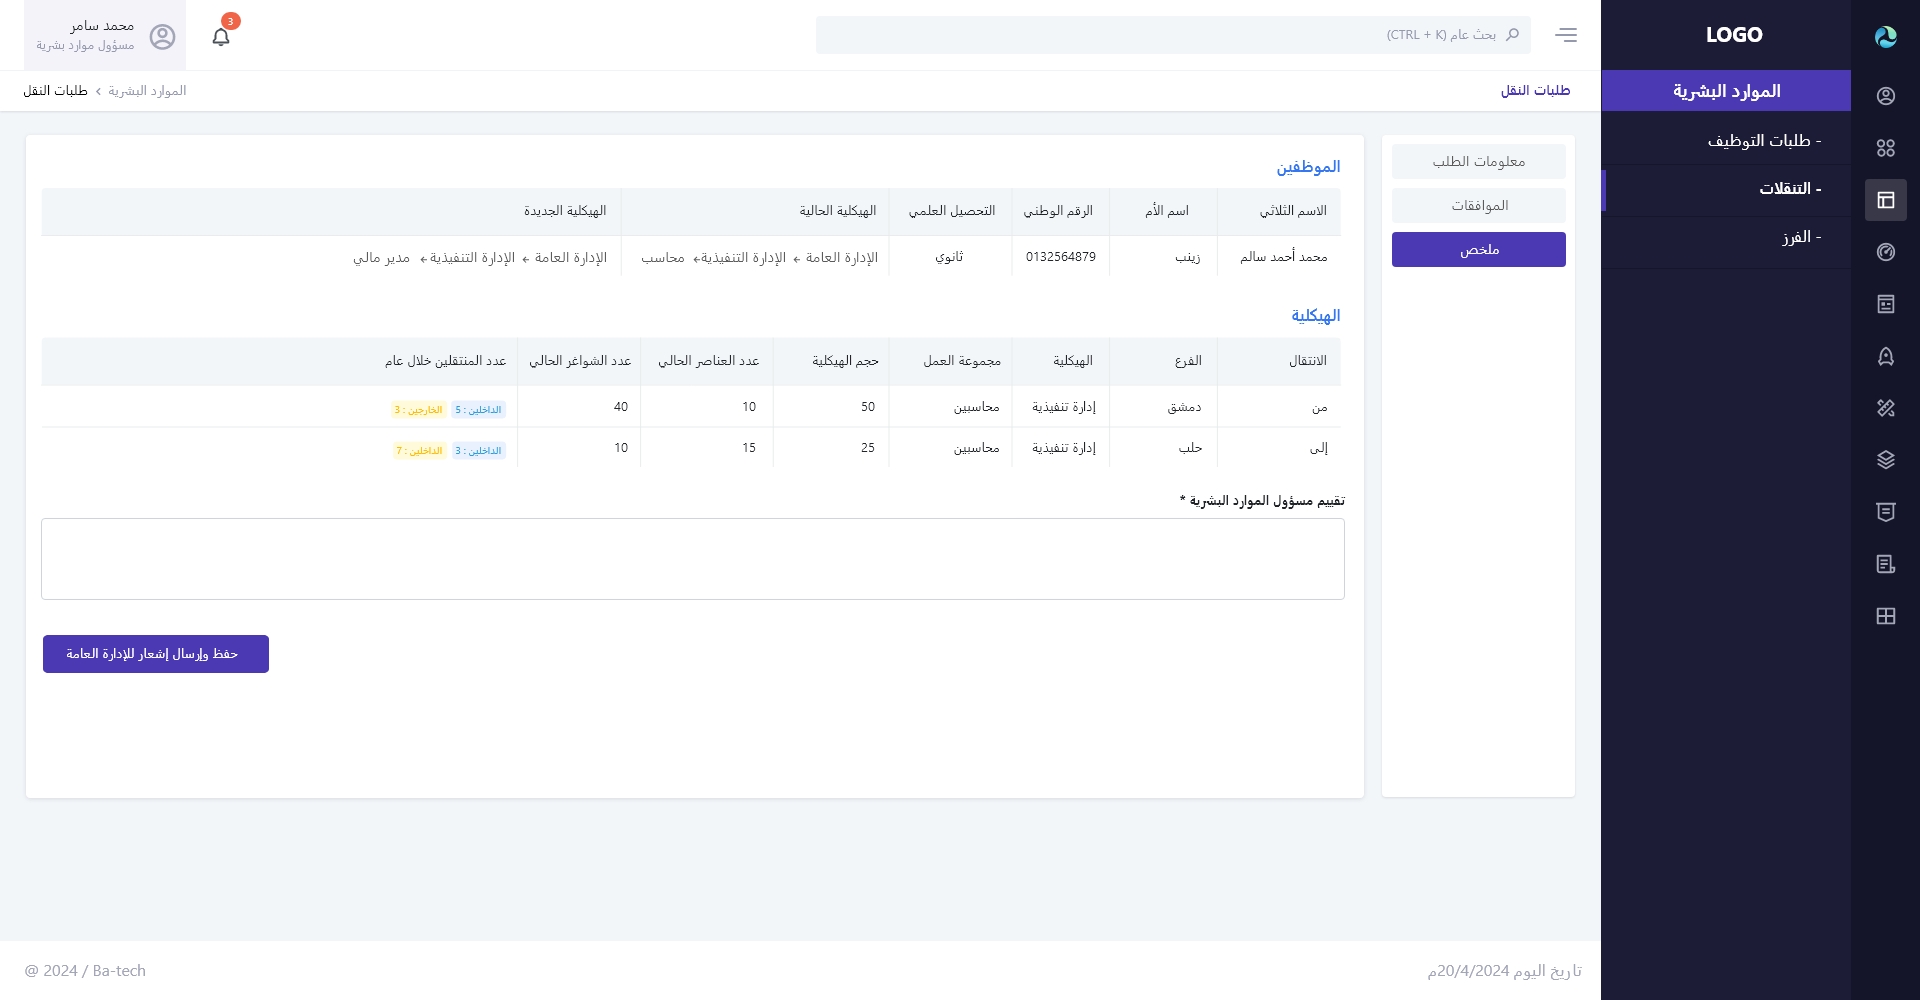 LOGO
الموارد البشرية
- طلبات التوظيف
- التنقلات
- الفرز
بحث عام (CTRL + K)
3
محمد سامر
مسؤول موارد بشرية
طلبات النقل
الموارد البشرية › طلبات النقل
معلومات الطلب
الموافقات
ملخص
الموظفين
الاسم الثلاثي اسم الأم الرقم الوطني التحصيل العلمي الهيكلية الحالية الهيكلية الجديدة
محمد أحمد سالم زينب 0132564879 ثانوي الإدارة العامة ← الإدارة التنفيذية← محاسب الإدارة العامة ← الإدارة التنفيذية← مدير مالي
الهيكلية
الانتقال الفرع الهيكلية مجموعة العمل حجم الهيكلية عدد العناصر الحالي عدد الشواغر الحالي عدد المنتقلين خلال عام
من دمشق إدارة تنفيذية محاسبين 50 10 40 الداخلين : 5 الخارجين : 3
إلى حلب إدارة تنفيذية محاسبين 25 15 10 الداخلين : 3 الداخلين : 7
تقييم مسؤول الموارد البشرية *
حفظ وإرسال إشعار للإدارة العامة
تاريخ اليوم 20/4/2024م
@ 2024 / Ba-tech